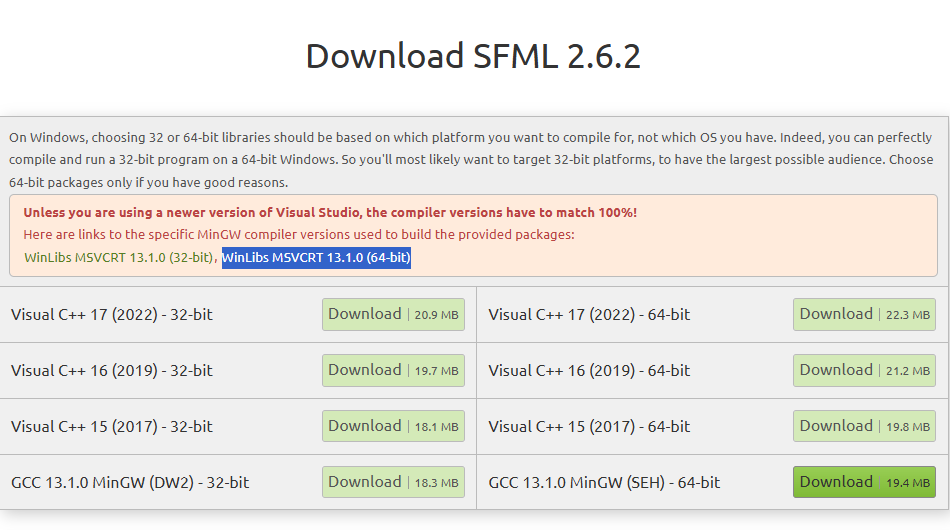 Download SFML 2.6.2
On Windows, choosing 32 or 64-bit libraries should be based on which platform you want to compile for, not which OS you have. Indeed, you can perfectly
compile and run a 32-bit program on a 64-bit Windows. So you'll most likely want to target 32-bit platforms, to have the largest possible audience. Choose
64-bit packages only if you have good reasons.
Unless you are using a newer version of Visual Studio, the compiler versions have to match 100%!
Here are links to the specific MinGW compiler versions used to build the provided packages:
WinLibs MSVCRT 13.1.0 (32-bit), WinLibs MSVCRT 13.1.0 (64-bit)
Visual C++ 17 (2022) - 32-bit Download | 20.9 MB Visual C++ 17 (2022) - 64-bit Download | 22.3 MB
Visual C++ 16 (2019) - 32-bit Download | 19.7 MB Visual C++ 16 (2019) - 64-bit Download | 21.2 MB
Visual C++ 15 (2017) - 32-bit Download | 18.1 MB Visual C++ 15 (2017) - 64-bit Download | 19.8 MB
GCC 13.1.0 MinGW (DW2) - 32-bit Download | 18.3 MB GCC 13.1.0 MinGW (SEH) - 64-bit Download | 19.4 MB